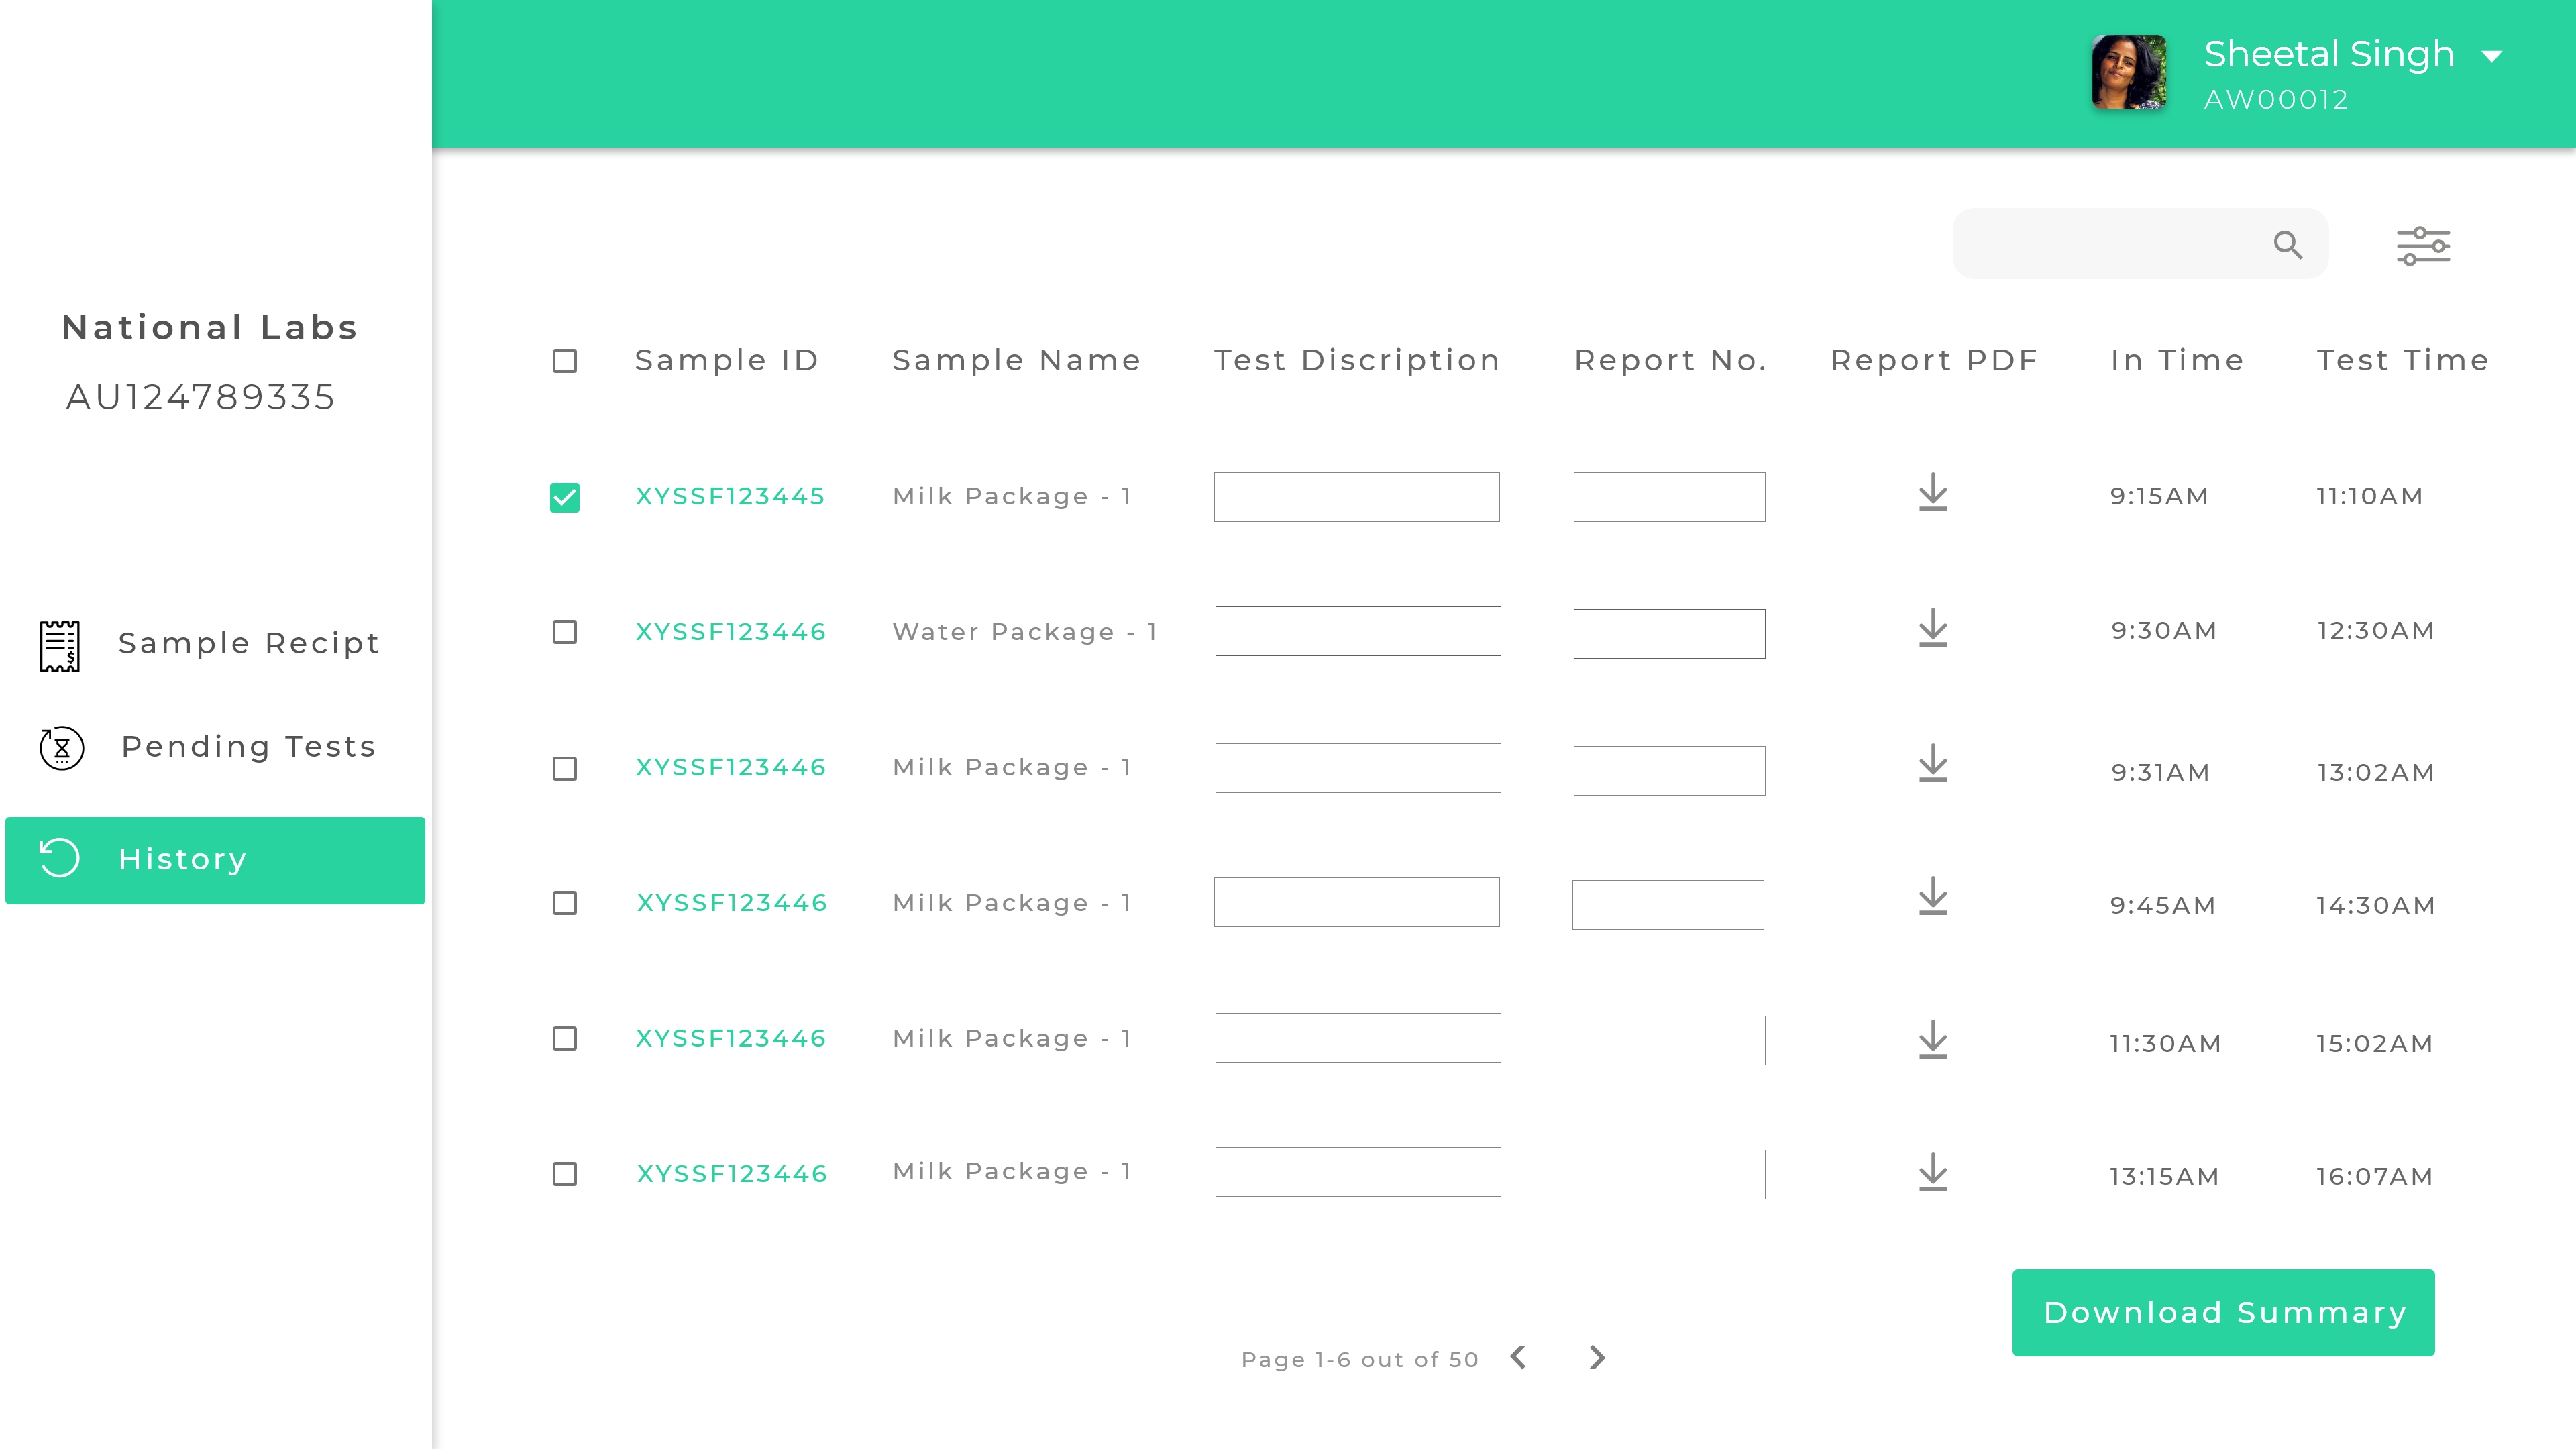 Sheetal Singh
AW00012
National Labs
AU124789335
Sample Recipt
Pending Tests
History
Sample ID Sample Name Test Discription Report No. Report PDF In Time Test Time
XYSSF123445 Milk Package - 1 9:15AM 11:10AM
XYSSF123446 Water Package - 1 9:30AM 12:30AM
XYSSF123446 Milk Package - 1 9:31AM 13:02AM
XYSSF123446 Milk Package - 1 9:45AM 14:30AM
XYSSF123446 Milk Package - 1 11:30AM 15:02AM
XYSSF123446 Milk Package - 1 13:15AM 16:07AM
Download Summary
Page 1-6 out of 50